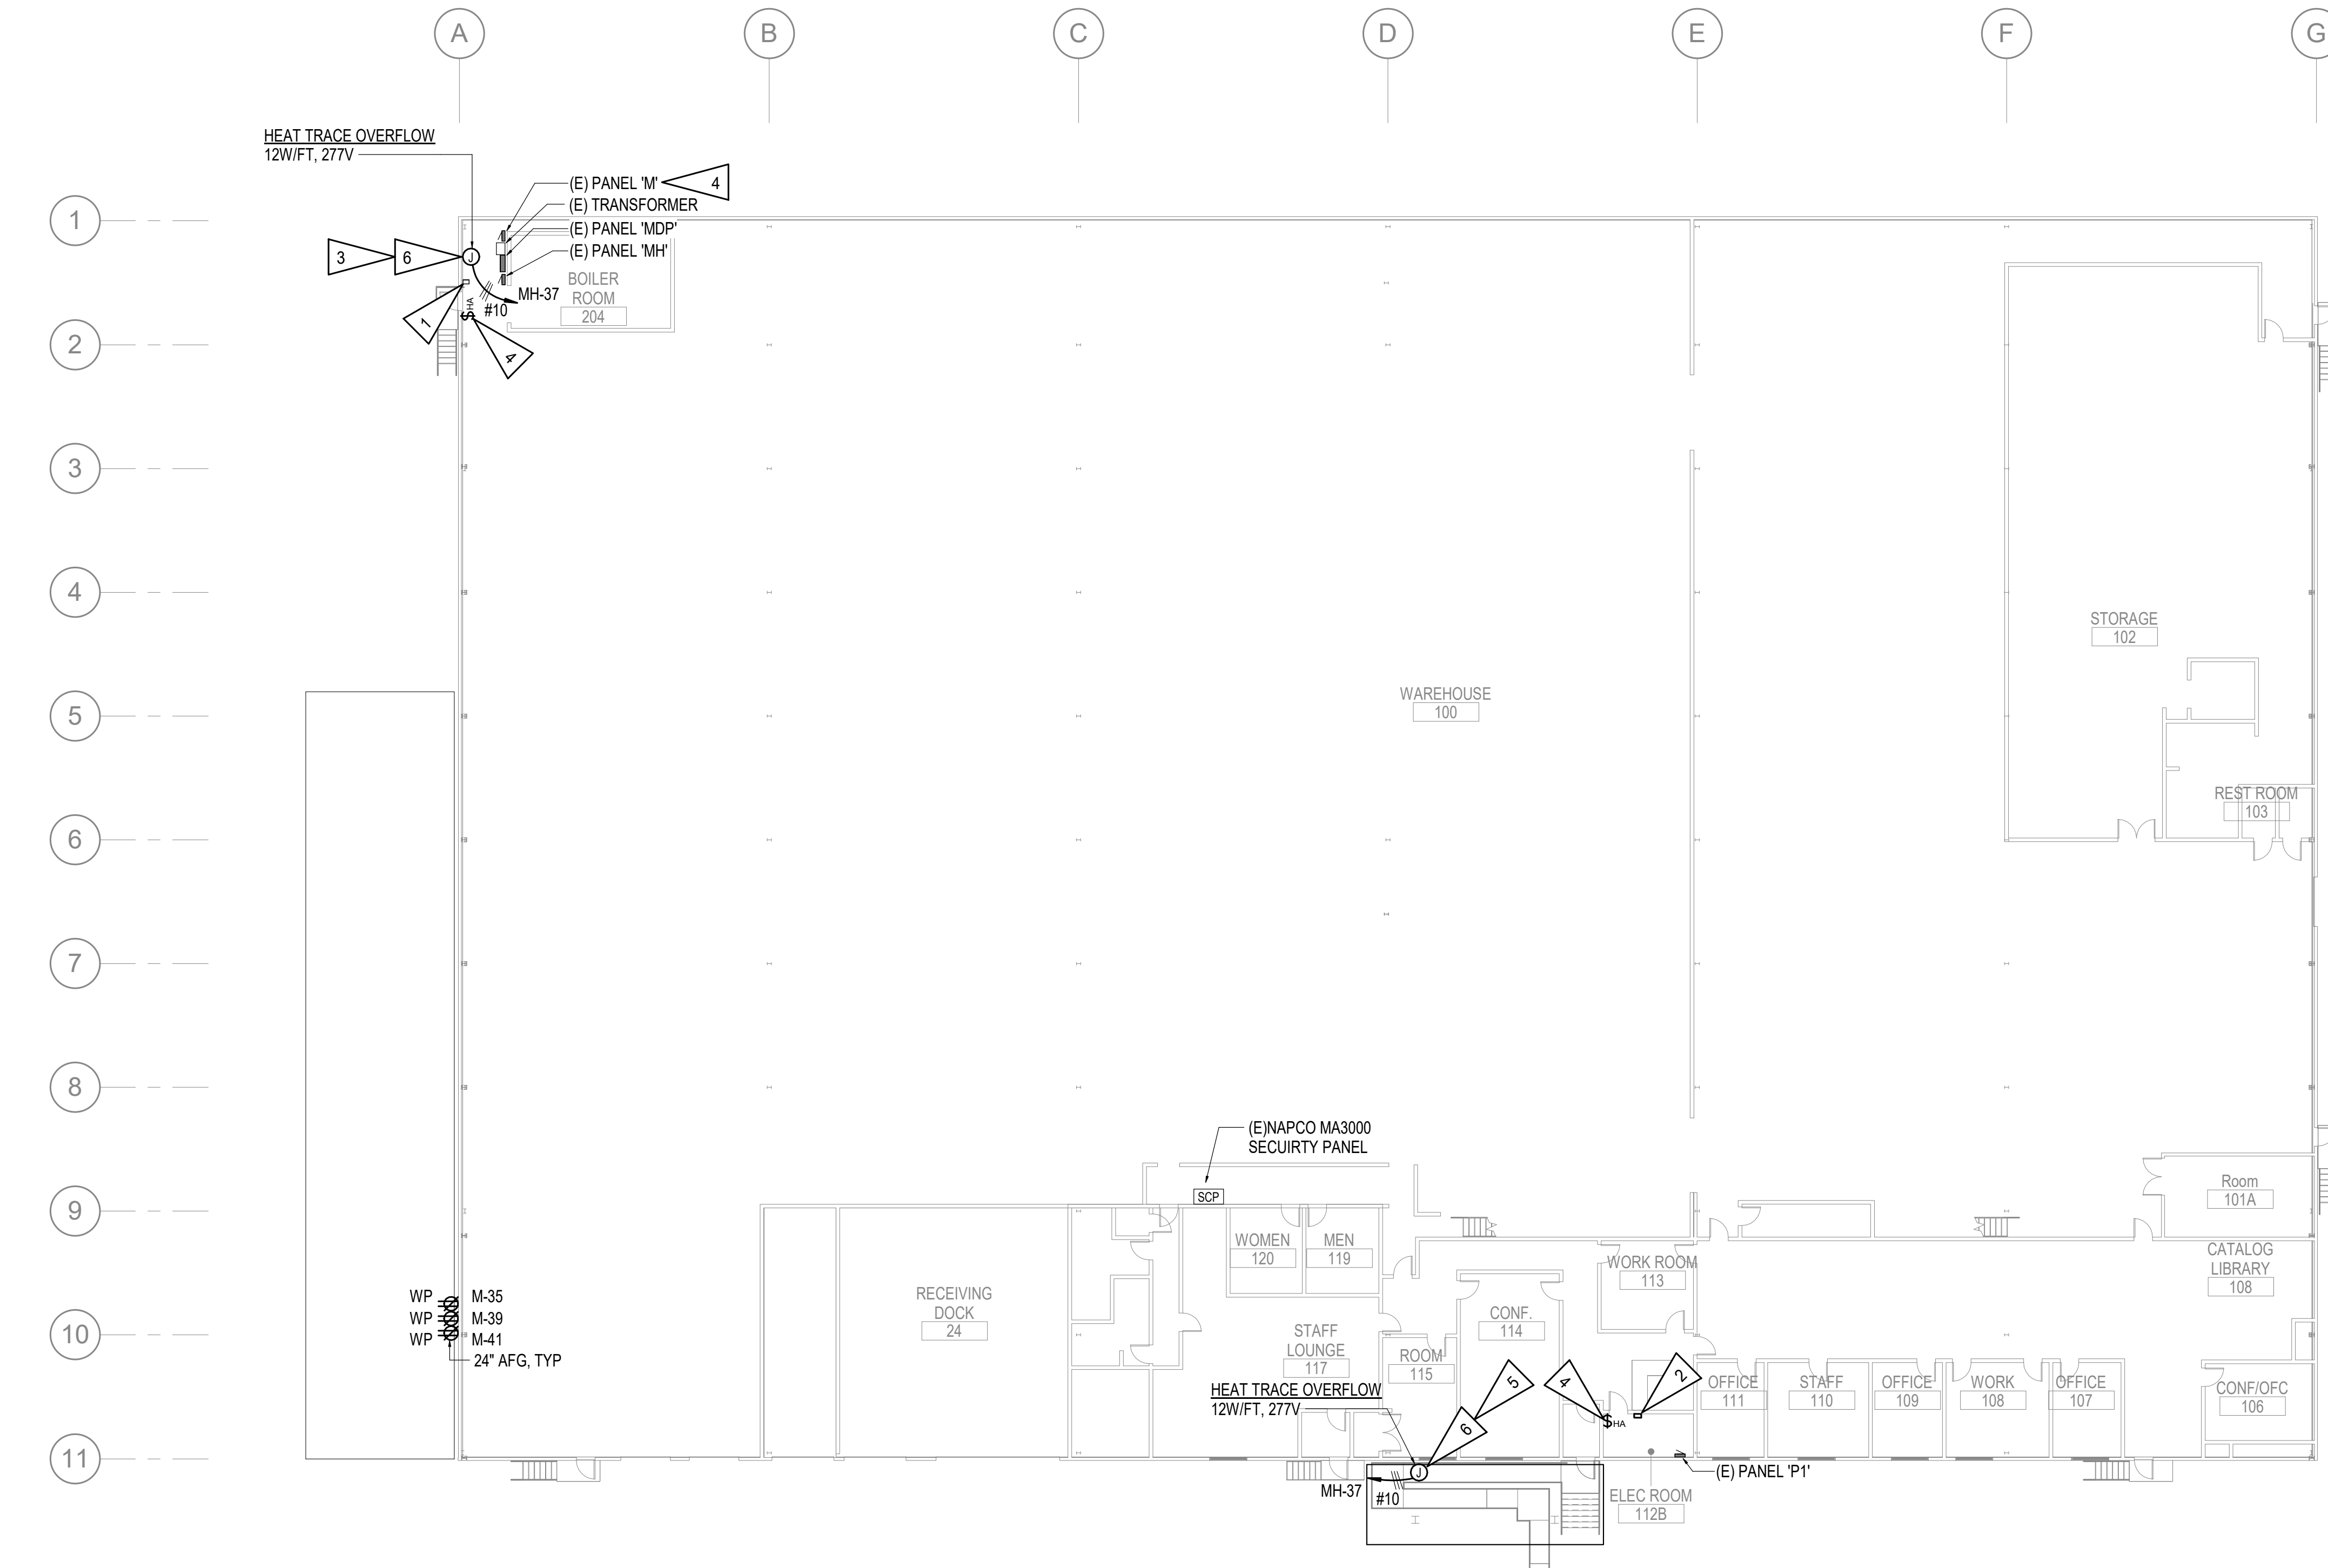 A
B
C
D
E
F
G
HEAT TRACE OVERFLOW
12W/FT, 277V
(E) PANEL 'M'
4
(E) TRANSFORMER
(E) PANEL 'MDP'
(E) PANEL 'MH'
1
3
6
J
BOILER
ROOM
204
MH-37
#10
1
$HA
4
2
3
4
STORAGE
102
WAREHOUSE
100
5
REST ROOM
103
6
7
8
(E)NAPCO MA3000
SECUIRTY PANEL
SCP
9
Room
101A
WOMEN
120
MEN
119
WORK ROOM
113
CATALOG
LIBRARY
108
RECEIVING
DOCK
24
WP
M-35
WP
M-39
WP
M-41
24" AFG, TYP
10
CONF.
114
STAFF
LOUNGE
117
ROOM
115
HEAT TRACE OVERFLOW
12W/FT, 277V
5
6
4
$HA
2
OFFICE
111
STAFF
110
OFFICE
109
WORK
108
OFFICE
107
CONF/OFC
106
11
J
MH-37
#10
(E) PANEL 'P1'
ELEC ROOM
112B